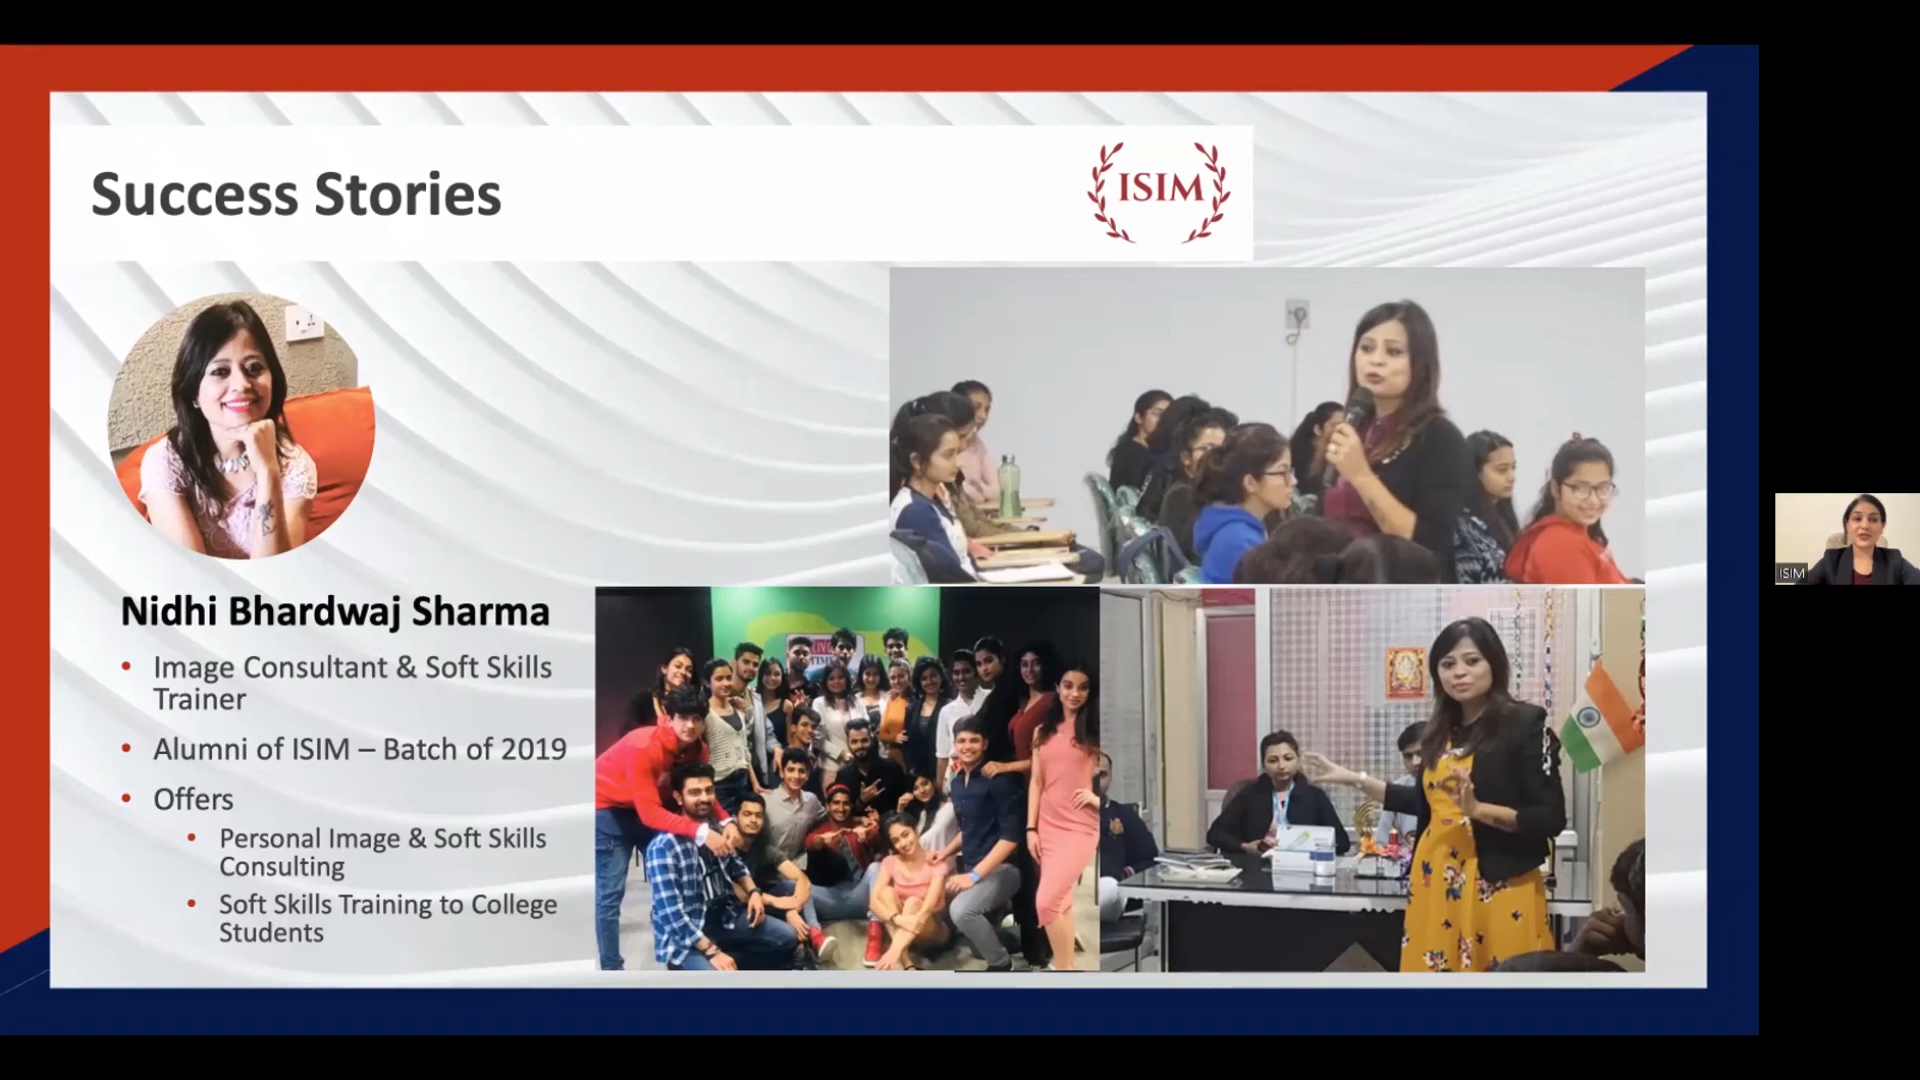 Success Stories
ISIM
Nidhi Bhardwaj Sharma
• Image Consultant & Soft Skills
Trainer
• Alumni of ISIM – Batch of 2019
• Offers
• Personal Image & Soft Skills
Consulting
• Soft Skills Training to College
Students
ISIM